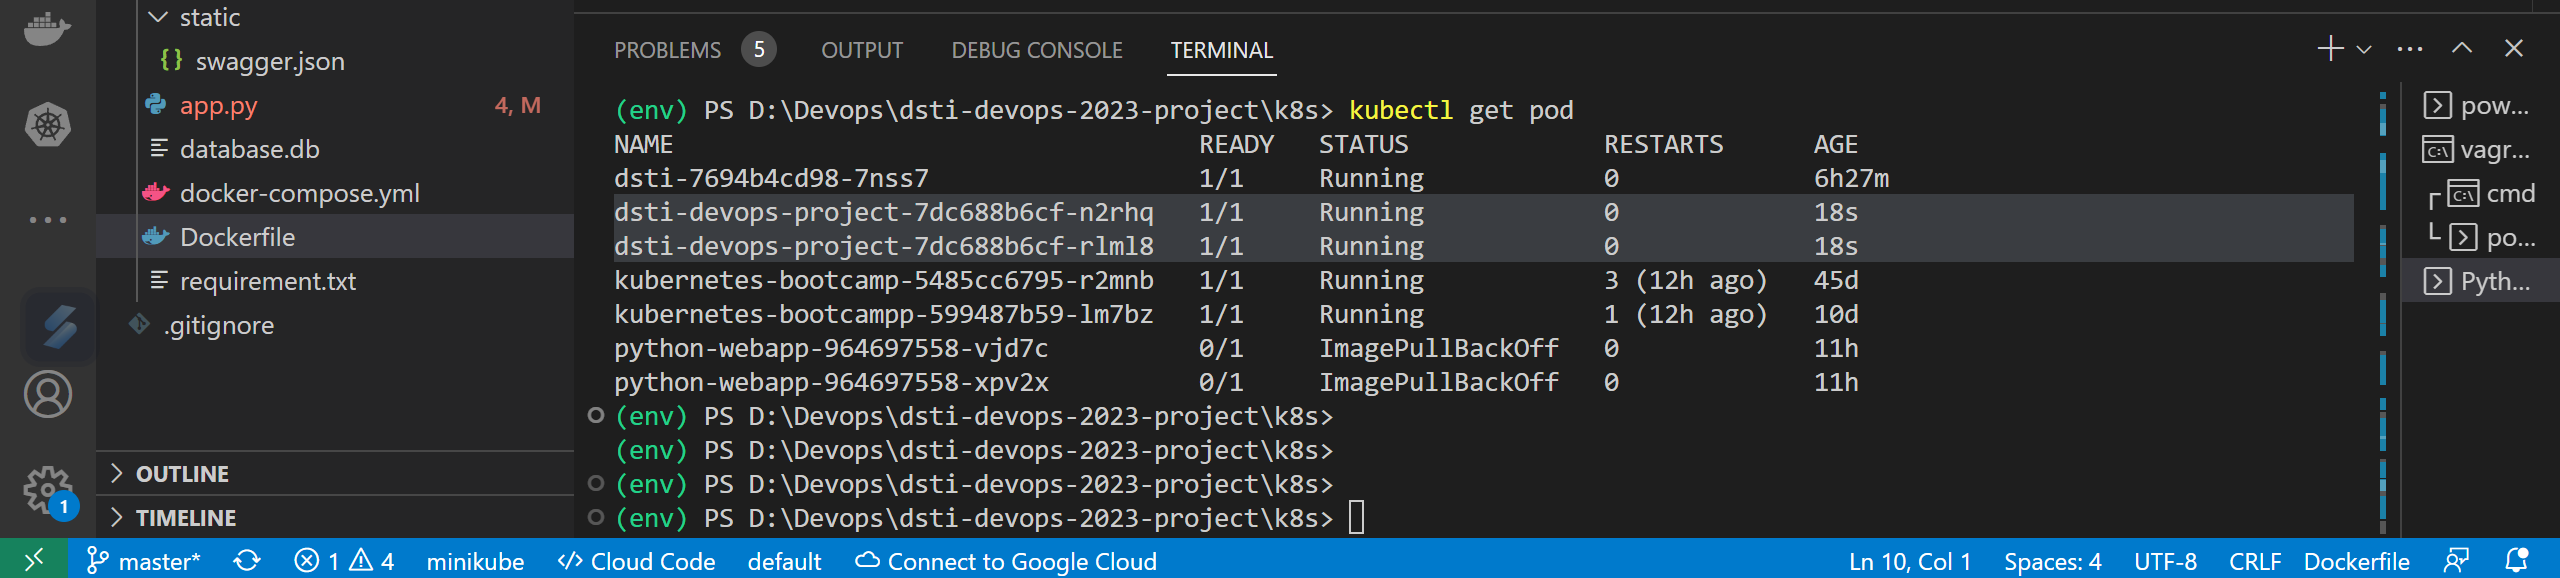 static
{} swagger.json
app.py 4, M
database.db
docker-compose.yml
Dockerfile
requirement.txt
.gitignore
OUTLINE
TIMELINE
1
PROBLEMS 5 OUTPUT DEBUG CONSOLE TERMINAL
(env) PS D:\Devops\dsti-devops-2023-project\k8s> kubectl get pod
NAME READY STATUS RESTARTS AGE
dsti-7694b4cd98-7nss7 1/1 Running 0 6h27m
dsti-devops-project-7dc688b6cf-n2rhq 1/1 Running 0 18s
dsti-devops-project-7dc688b6cf-rlml8 1/1 Running 0 18s
kubernetes-bootcamp-5485cc6795-r2mnb 1/1 Running 3 (12h ago) 45d
kubernetes-bootcampp-599487b59-lm7bz 1/1 Running 1 (12h ago) 10d
python-webapp-964697558-vjd7c 0/1 ImagePullBackOff 0 11h
python-webapp-964697558-xpv2x 0/1 ImagePullBackOff 0 11h
(env) PS D:\Devops\dsti-devops-2023-project\k8s>
(env) PS D:\Devops\dsti-devops-2023-project\k8s>
(env) PS D:\Devops\dsti-devops-2023-project\k8s>
(env) PS D:\Devops\dsti-devops-2023-project\k8s>
pow...
vagr...
cmd
po...
Pyth...
master* 1 4 minikube Cloud Code default Connect to Google Cloud Ln 10, Col 1 Spaces: 4 UTF-8 CRLF Dockerfile